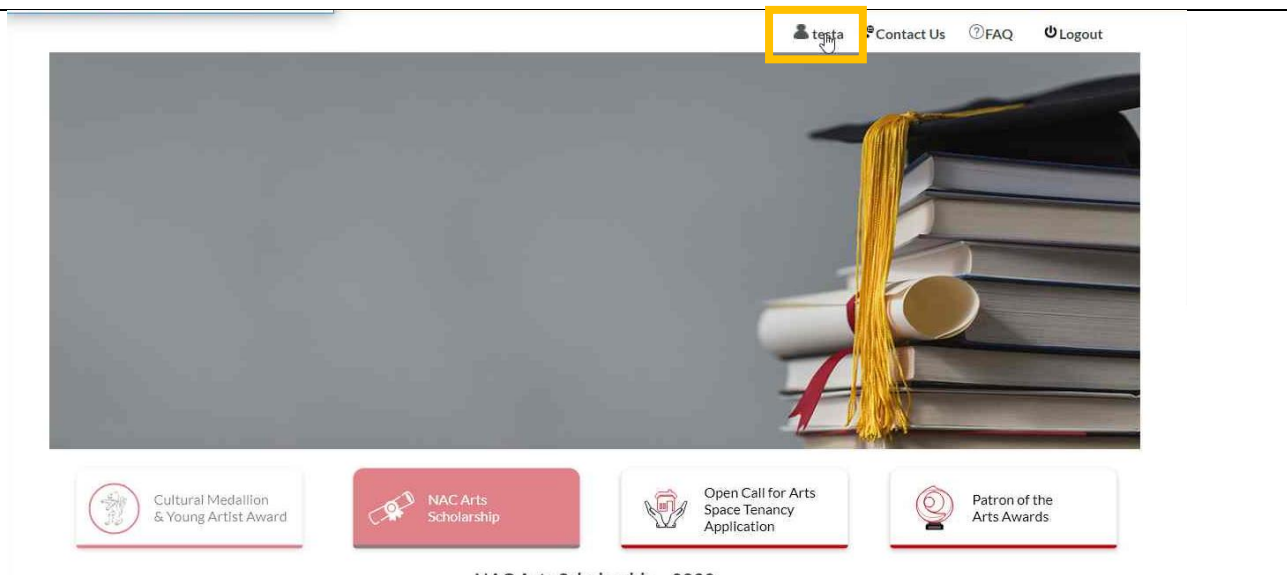 testa Contact Us FAQ Logout
Cultural Medallion
& Young Artist Award
NAC Arts
Scholarship
Open Call for Arts
Space Tenancy
Application
Patron of the
Arts Awards